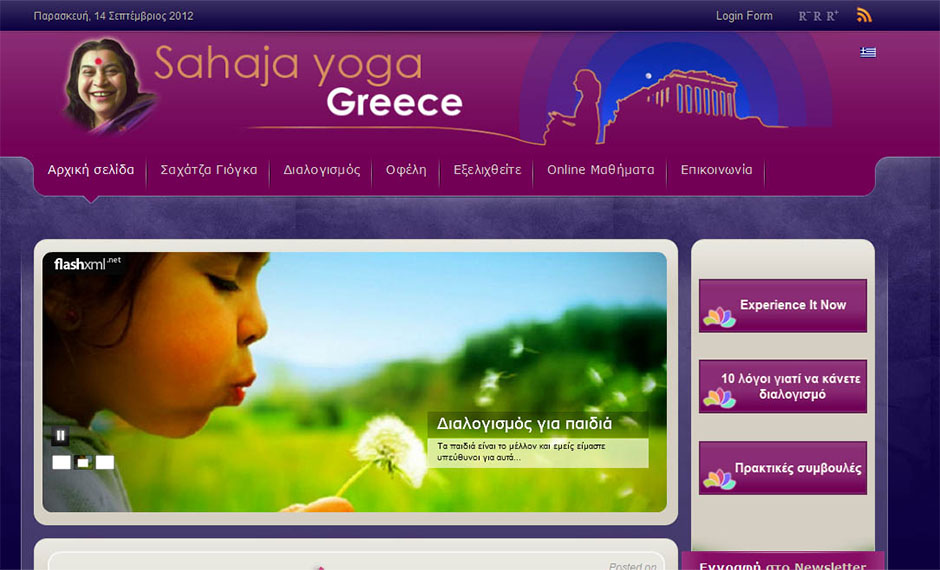 Παρασκευή, 14 Σεπτέμβριος 2012
Login Form
R⁻ R R⁺
Sahaja yoga
Greece
Αρχική σελίδα
Σαχάτζα Γιόγκα
Διαλογισμός
Οφέλη
Εξελιχθείτε
Online Μαθήματα
Επικοινωνία
flashxml.net
Διαλογισμός για παιδιά
Τα παιδιά είναι το μέλλον και εμείς είμαστε
υπεύθυνοι για αυτά...
Experience It Now
10 λόγοι γιατί να κάνετε
διαλογισμό
Πρακτικές συμβουλές
Posted on
Εγγραφή στο Newsletter